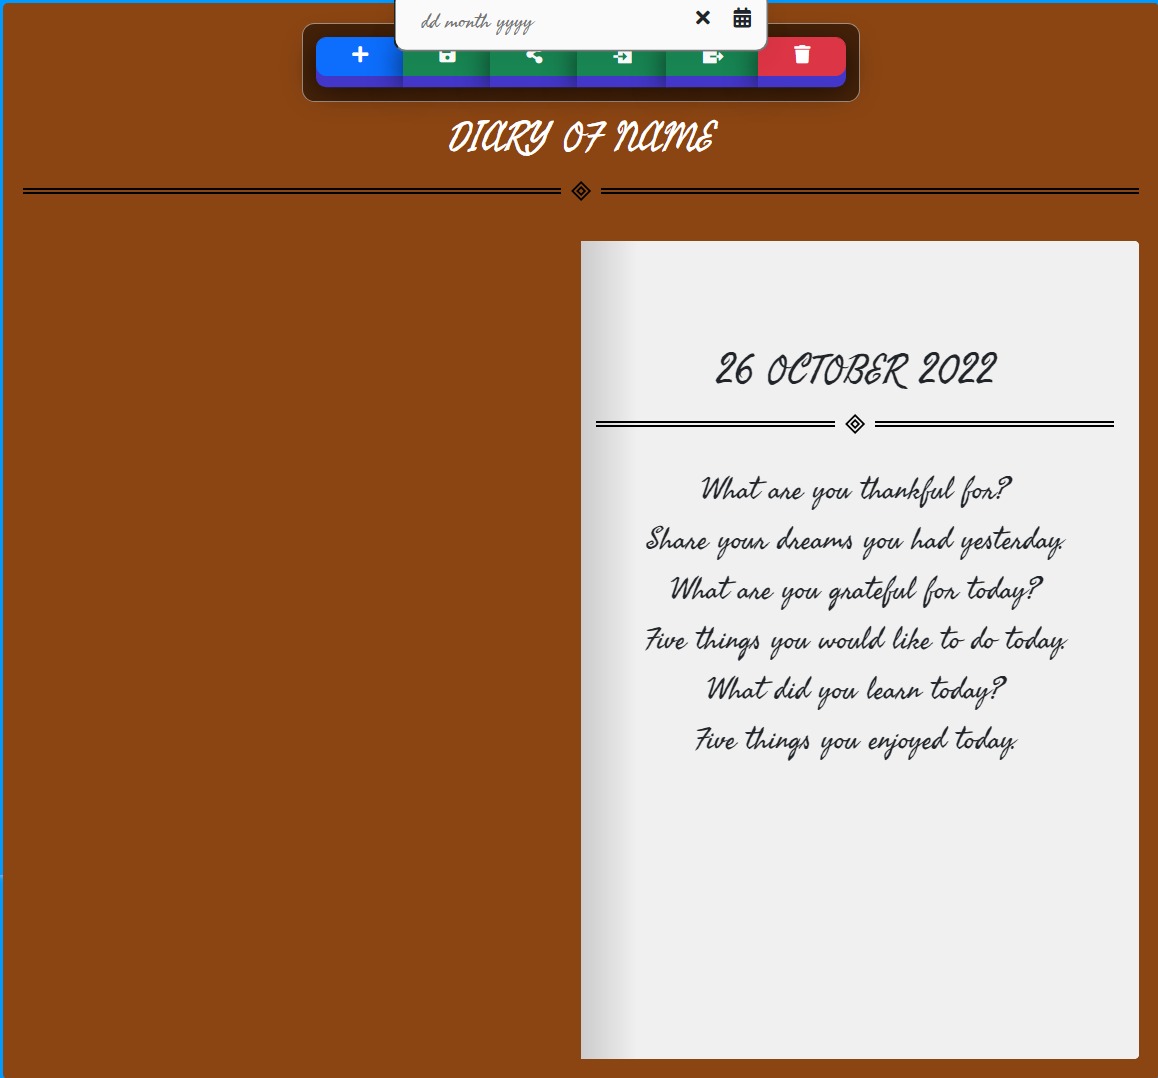 dd month yyyy
DIARY OF NAME
26 OCTOBER 2022
What are you thankful for?
Share your dreams you had yesterday.
What are you grateful for today?
Five things you would like to do today.
What did you learn today?
Five things you enjoyed today.